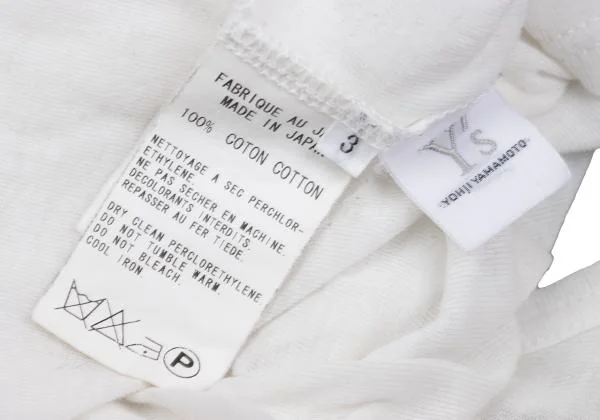 FABRIQUE AU
MADE IN
100% COTON COTTON
NETTOYAGE A SEC PERCHLOR-
ETHYLENE.
NE PAS SECHER EN MACHINE.
DECOLORANTS INTERDITS.
REPASSER AU FER TIEDE.
DRY CLEAN PERCLORETHYLENE
DO NOT TUMBLE WARM.
DO NOT BLEACH.
COOL IRON
P
3
Y's
YOHJI YAMAMOTO